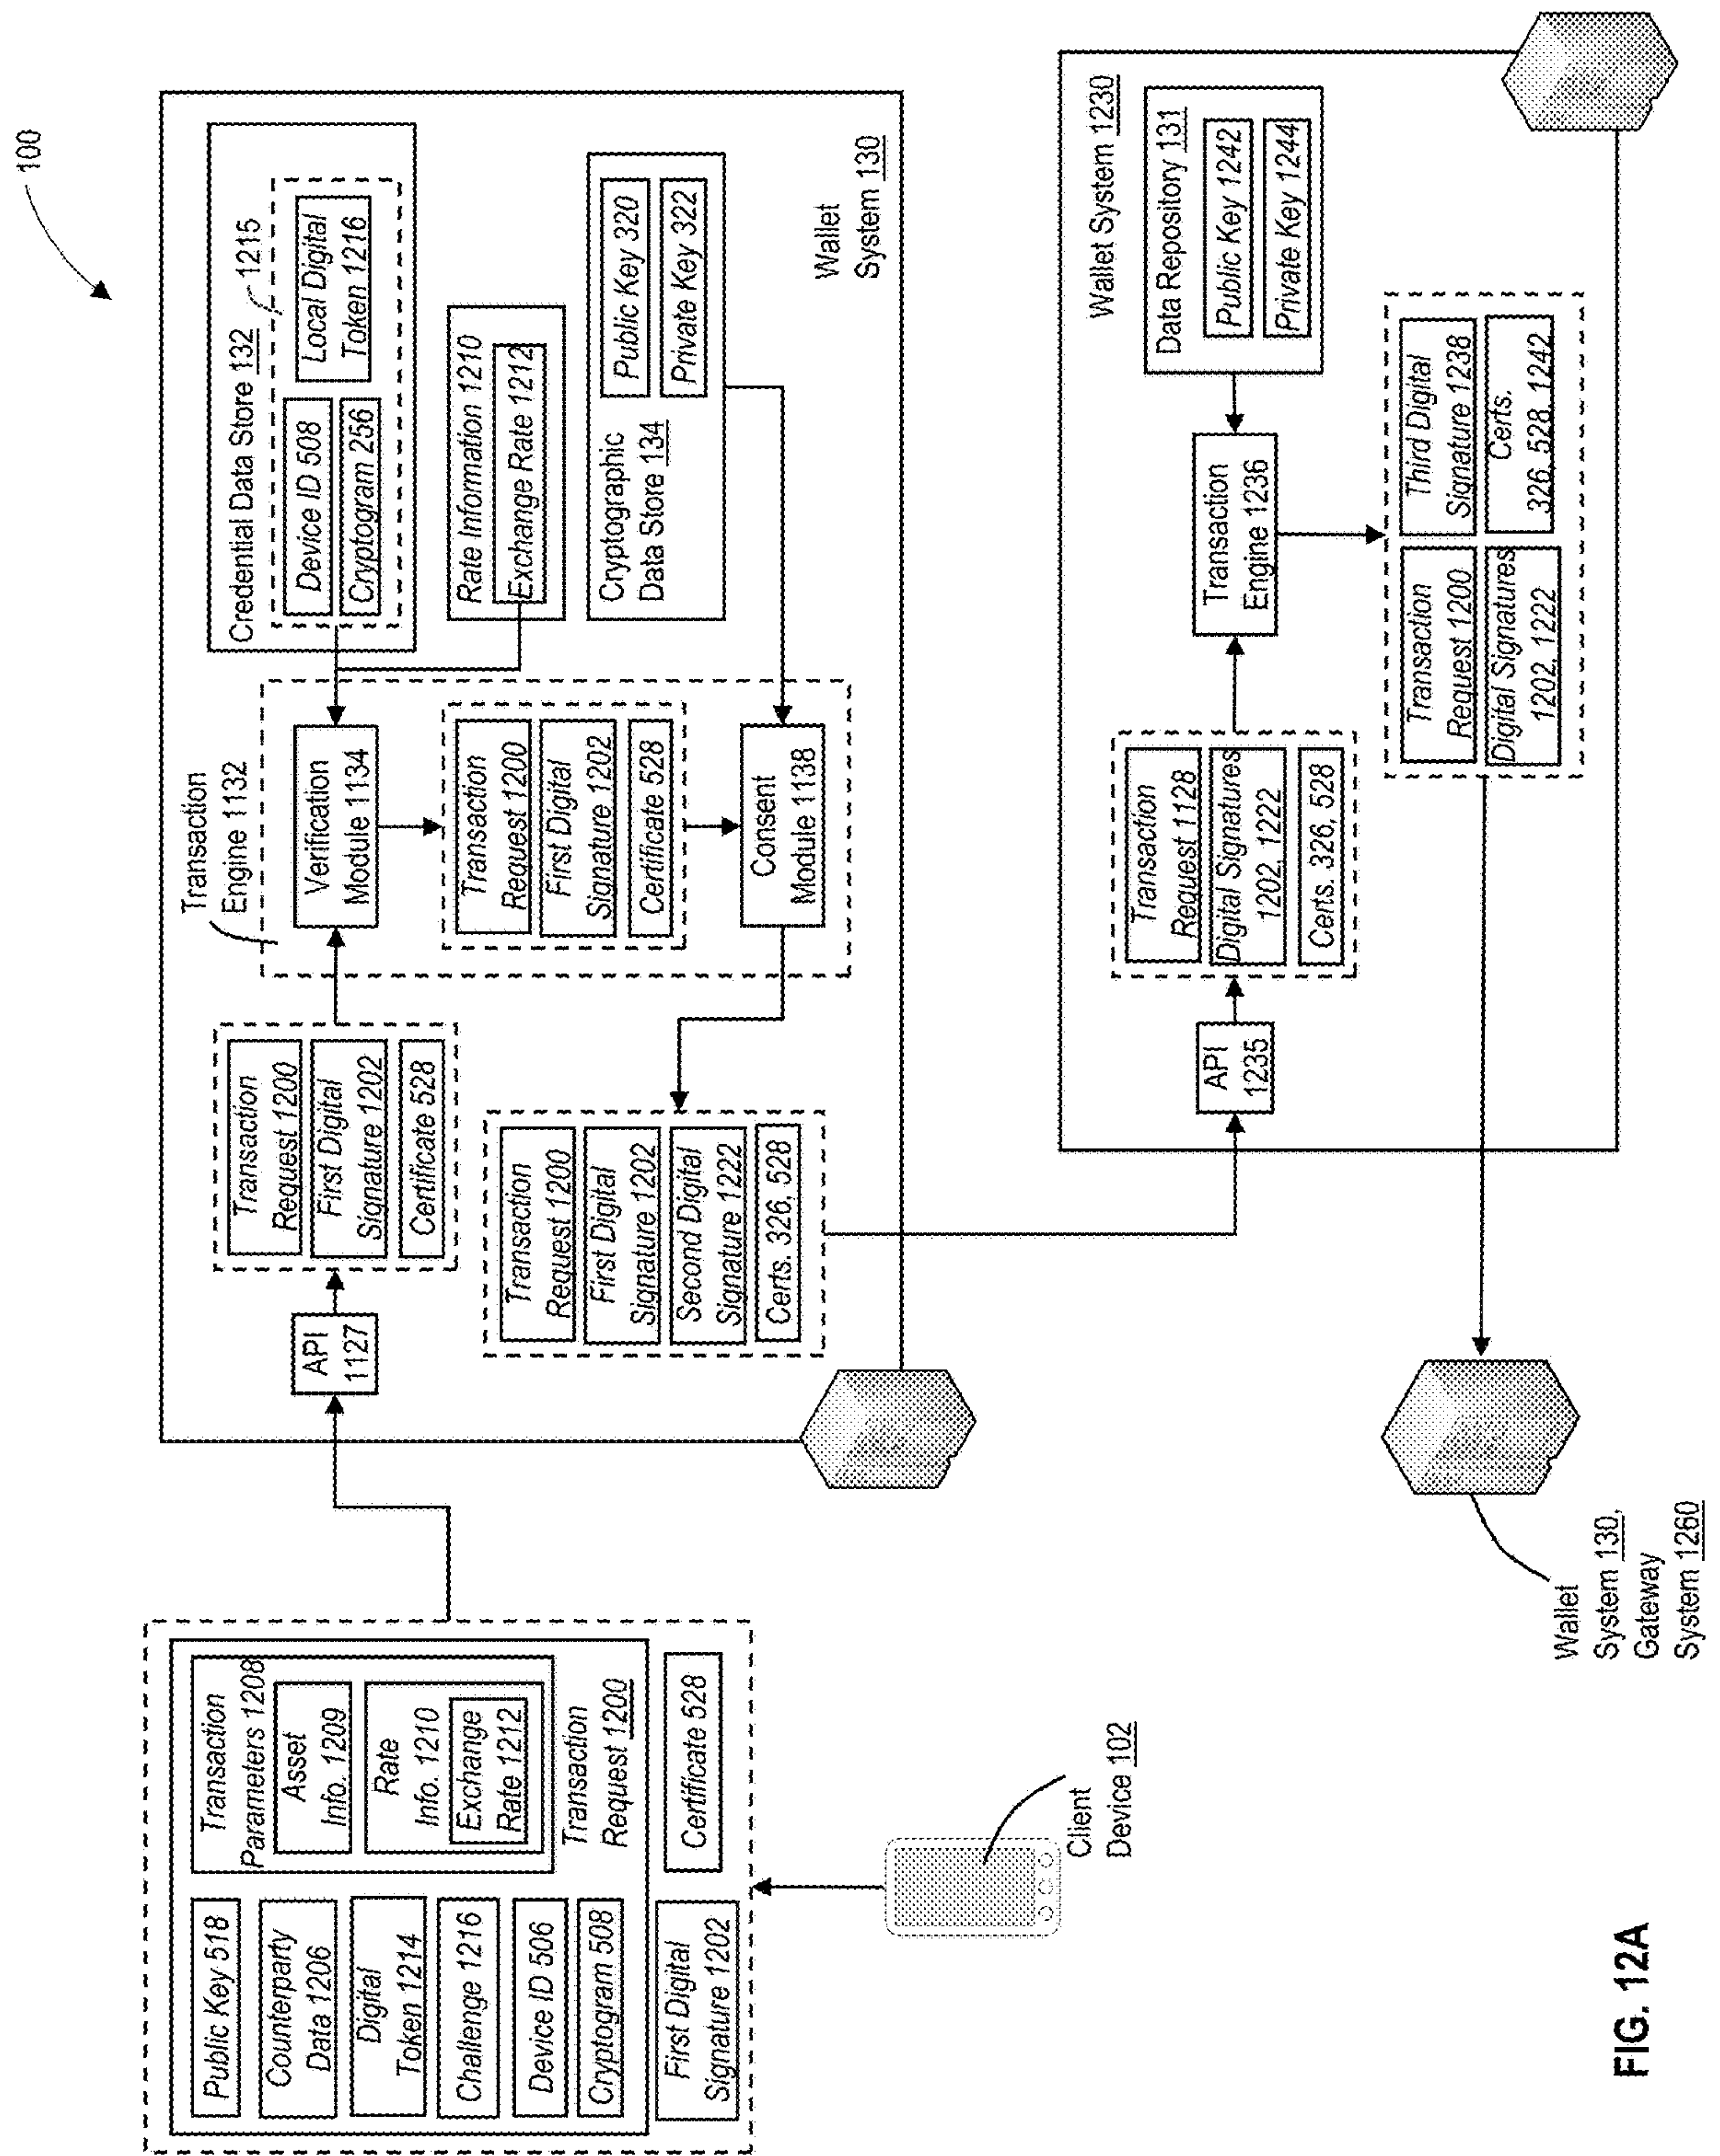 100
Public Key 518
Counterparty
Data 1206
Digital
Token 1214
Challenge 1216
Device ID 506
Cryptogram 508
Transaction
Parameters 1208
Asset
Info. 1209
Rate
Info. 1210
Exchange
Rate 1212
Transaction
Request 1200
First Digital
Signature 1202
Certificate 528
Client
Device 102
API
1127
Transaction
Request 1200
First Digital
Signature 1202
Certificate 528
Transaction
Engine 1132
Verification
Module 1134
Transaction
Request 1200
First Digital
Signature 1202
Certificate 528
Consent
Module 1138
Credential Data Store 132
1215
Device ID 508
Cryptogram 256
Local Digital
Token 1216
Rate Information 1210
Exchange Rate 1212
Cryptographic
Data Store 134
Public Key 320
Private Key 322
Wallet
System 130
Transaction
Request 1200
First Digital
Signature 1202
Second Digital
Signature 1222
Certs. 326, 528
API
1235
Transaction
Request 1128
Digital Signatures
1202, 1222
Certs. 326, 528
Transaction
Engine 1236
Wallet System 1230
Data Repository 131
Public Key 1242
Private Key 1244
Transaction
Request 1200
Digital Signatures
1202, 1222
Third Digital
Signature 1238
Certs.
326, 528, 1242
Wallet
System 130,
Gateway
System 1260
FIG. 12A